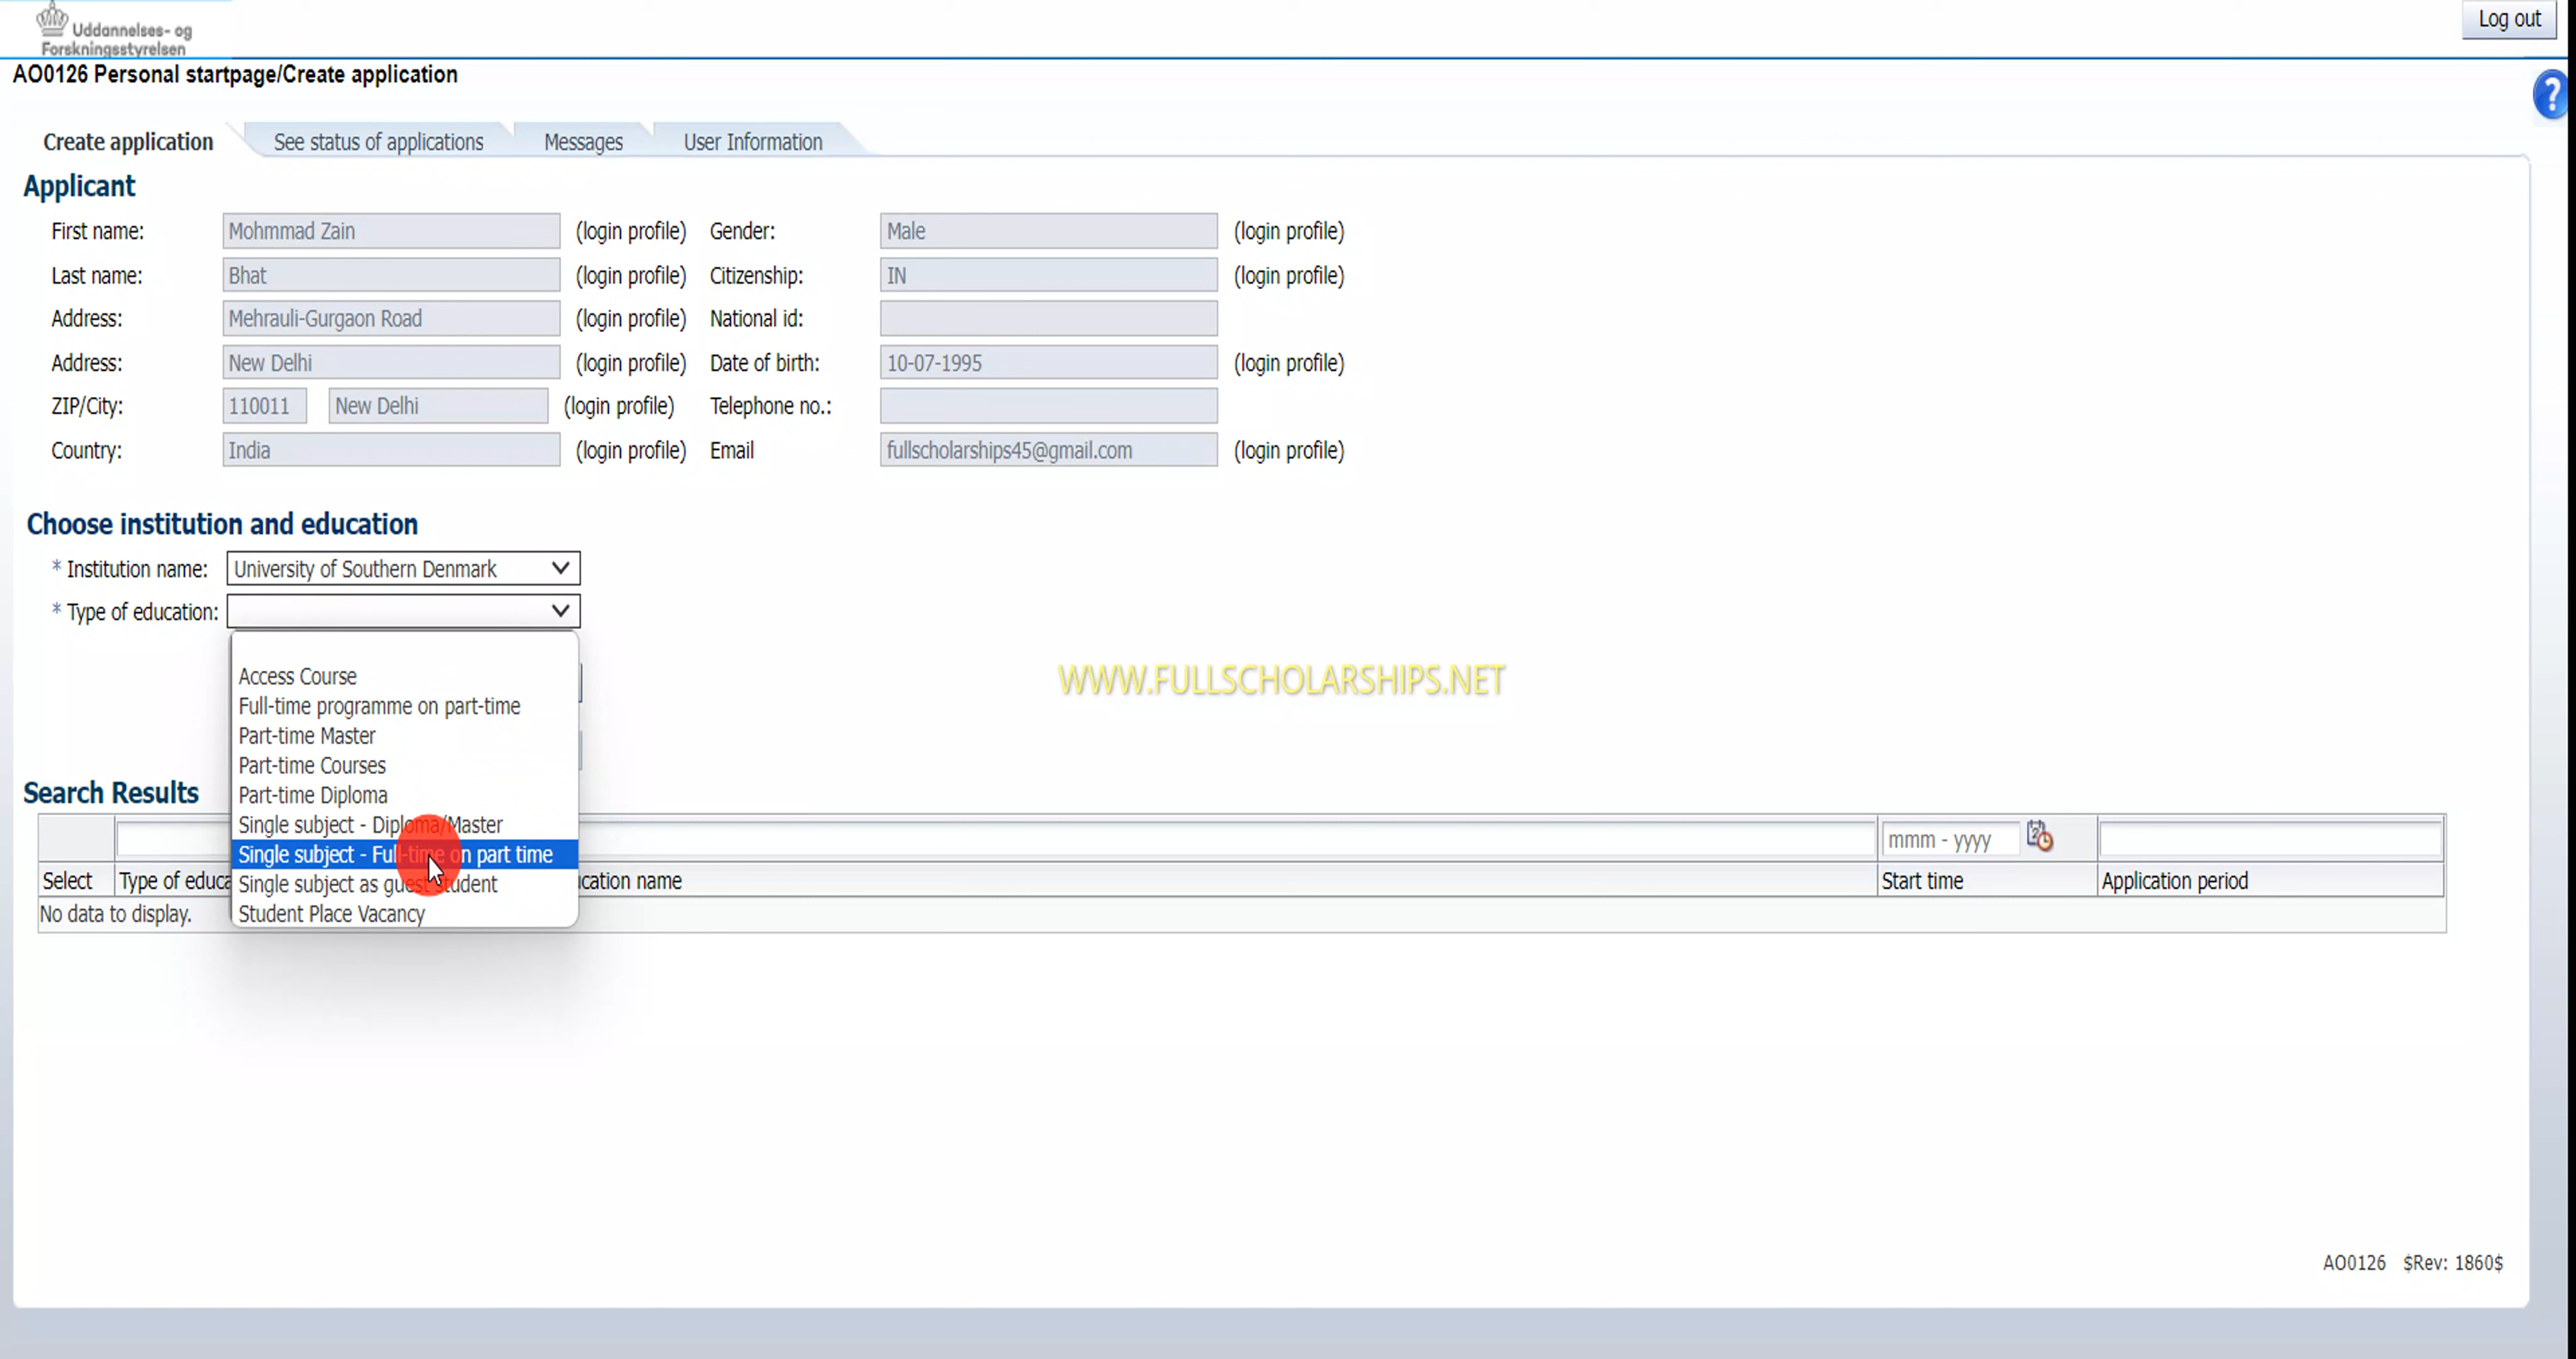 Uddannelses- og
Forskningsstyrelsen
Log out
AO0126 Personal startpage/Create application
?
Create application See status of applications Messages User Information
Applicant
First name: Mohmmad Zain (login profile) Gender: Male (login profile)
Last name: Bhat (login profile) Citizenship: IN (login profile)
Address: Mehrauli-Gurgaon Road (login profile) National id:
Address: New Delhi (login profile) Date of birth: 10-07-1995 (login profile)
ZIP/City: 110011 New Delhi (login profile) Telephone no.:
Country: India (login profile) Email fullscholarships45@gmail.com (login profile)
Choose institution and education
* Institution name: University of Southern Denmark
* Type of education:
Access Course
WWW.FULLSCHOLARSHIPS.NET
Full-time programme on part-time
Part-time Master
Part-time Courses
Part-time Diploma
Search Results
Single subject - Diploma/Master
Single subject - Full-time on part time
Single subject as guest student
Student Place Vacancy
mmm - yyyy
Select Type of educa cation name Start time Application period
No data to display.
AO0126 $Rev: 1860$